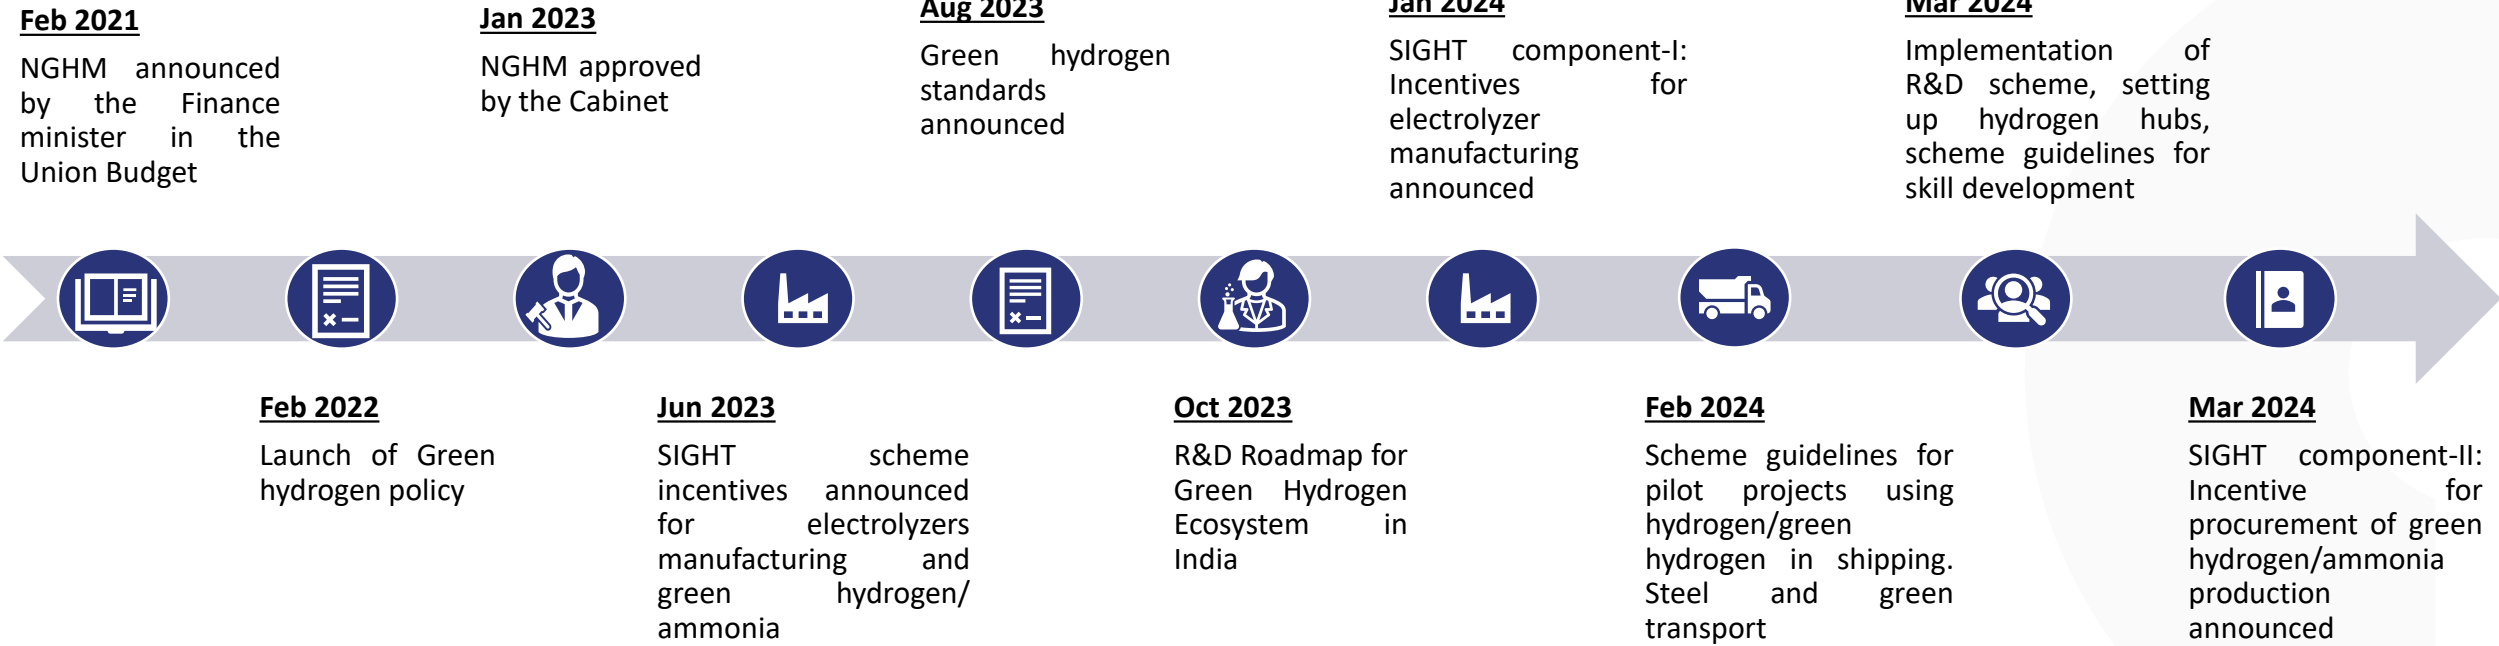 Feb 2021
NGHM announced
by the Finance
minister in the
Union Budget
Jan 2023
NGHM approved
by the Cabinet
Aug 2023
Green hydrogen
standards
announced
Jan 2024
SIGHT component-I:
Incentives for
electrolyzer
manufacturing
announced
Mar 2024
Implementation of
R&D scheme, setting
up hydrogen hubs,
scheme guidelines for
skill development
Feb 2022
Launch of Green
hydrogen policy
Jun 2023
SIGHT scheme
incentives announced
for electrolyzers
manufacturing and
green hydrogen/
ammonia
Oct 2023
R&D Roadmap for
Green Hydrogen
Ecosystem in
India
Feb 2024
Scheme guidelines for
pilot projects using
hydrogen/green
hydrogen in shipping.
Steel and green
transport
Mar 2024
SIGHT component-II:
Incentive for
procurement of green
hydrogen/ammonia
production
announced